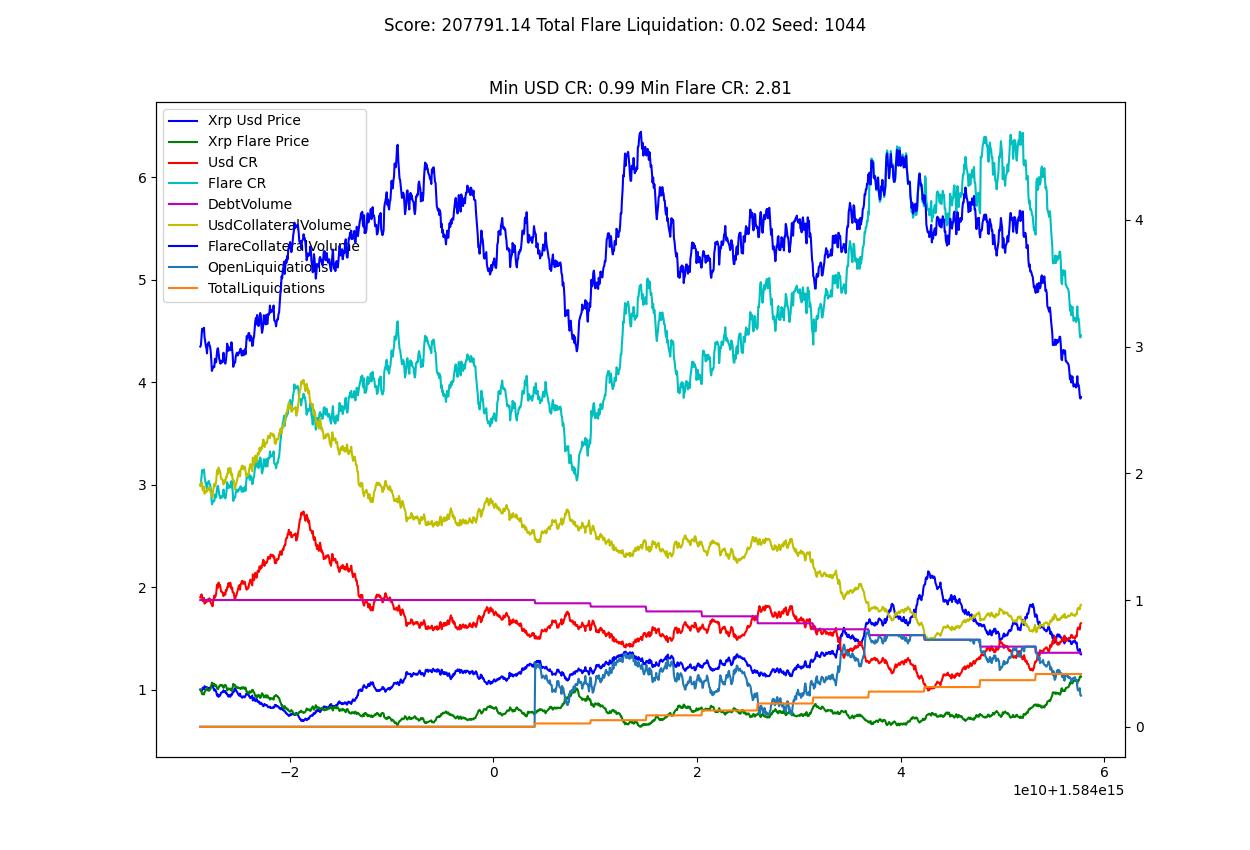 Score: 207791.14 Total Flare Liquidation: 0.02 Seed: 1044
Min USD CR: 0.99 Min Flare CR: 2.81
Xrp Usd Price
Xrp Flare Price
Usd CR
Flare CR
DebtVolume
UsdCollateralVolume
FlareCollateralVolume
OpenLiquidations
TotalLiquidations
6
5
4
3
2
1
4
3
2
1
0
−2
0
2
4
6
1e10+1.584e15